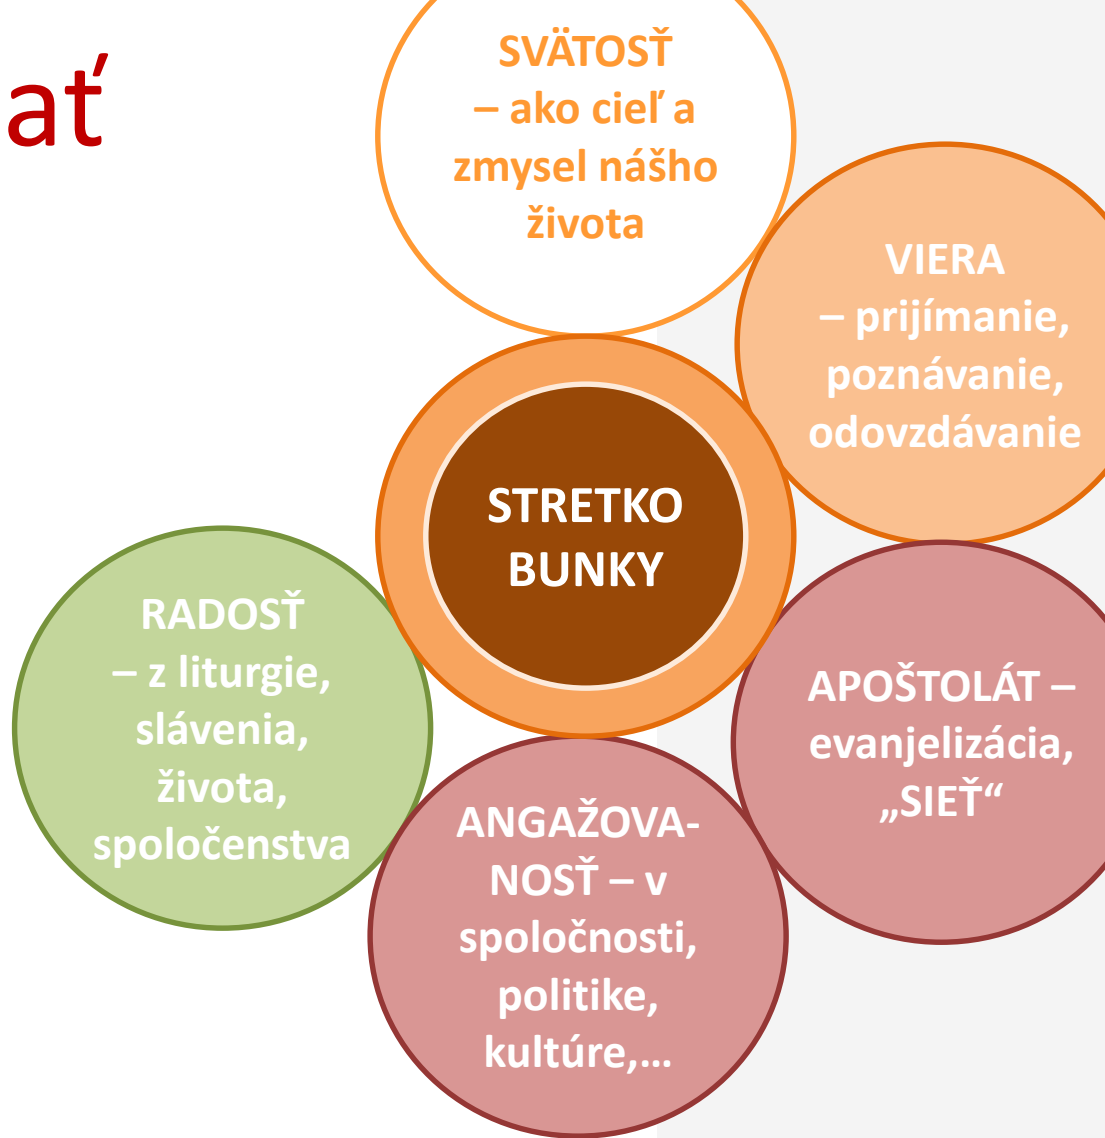 ať
SVÄTOSŤ
– ako cieľ a
zmysel nášho
života
VIERA
– prijímanie,
poznávanie,
odovzdávanie
STRETKO
BUNKY
RADOSŤ
– z liturgie,
slávenia,
života,
spoločenstva
APOŠTOLÁT –
evanjelizácia,
„SIEŤ“
ANGAŽOVA-
NOSŤ – v
spoločnosti,
politike,
kultúre,...